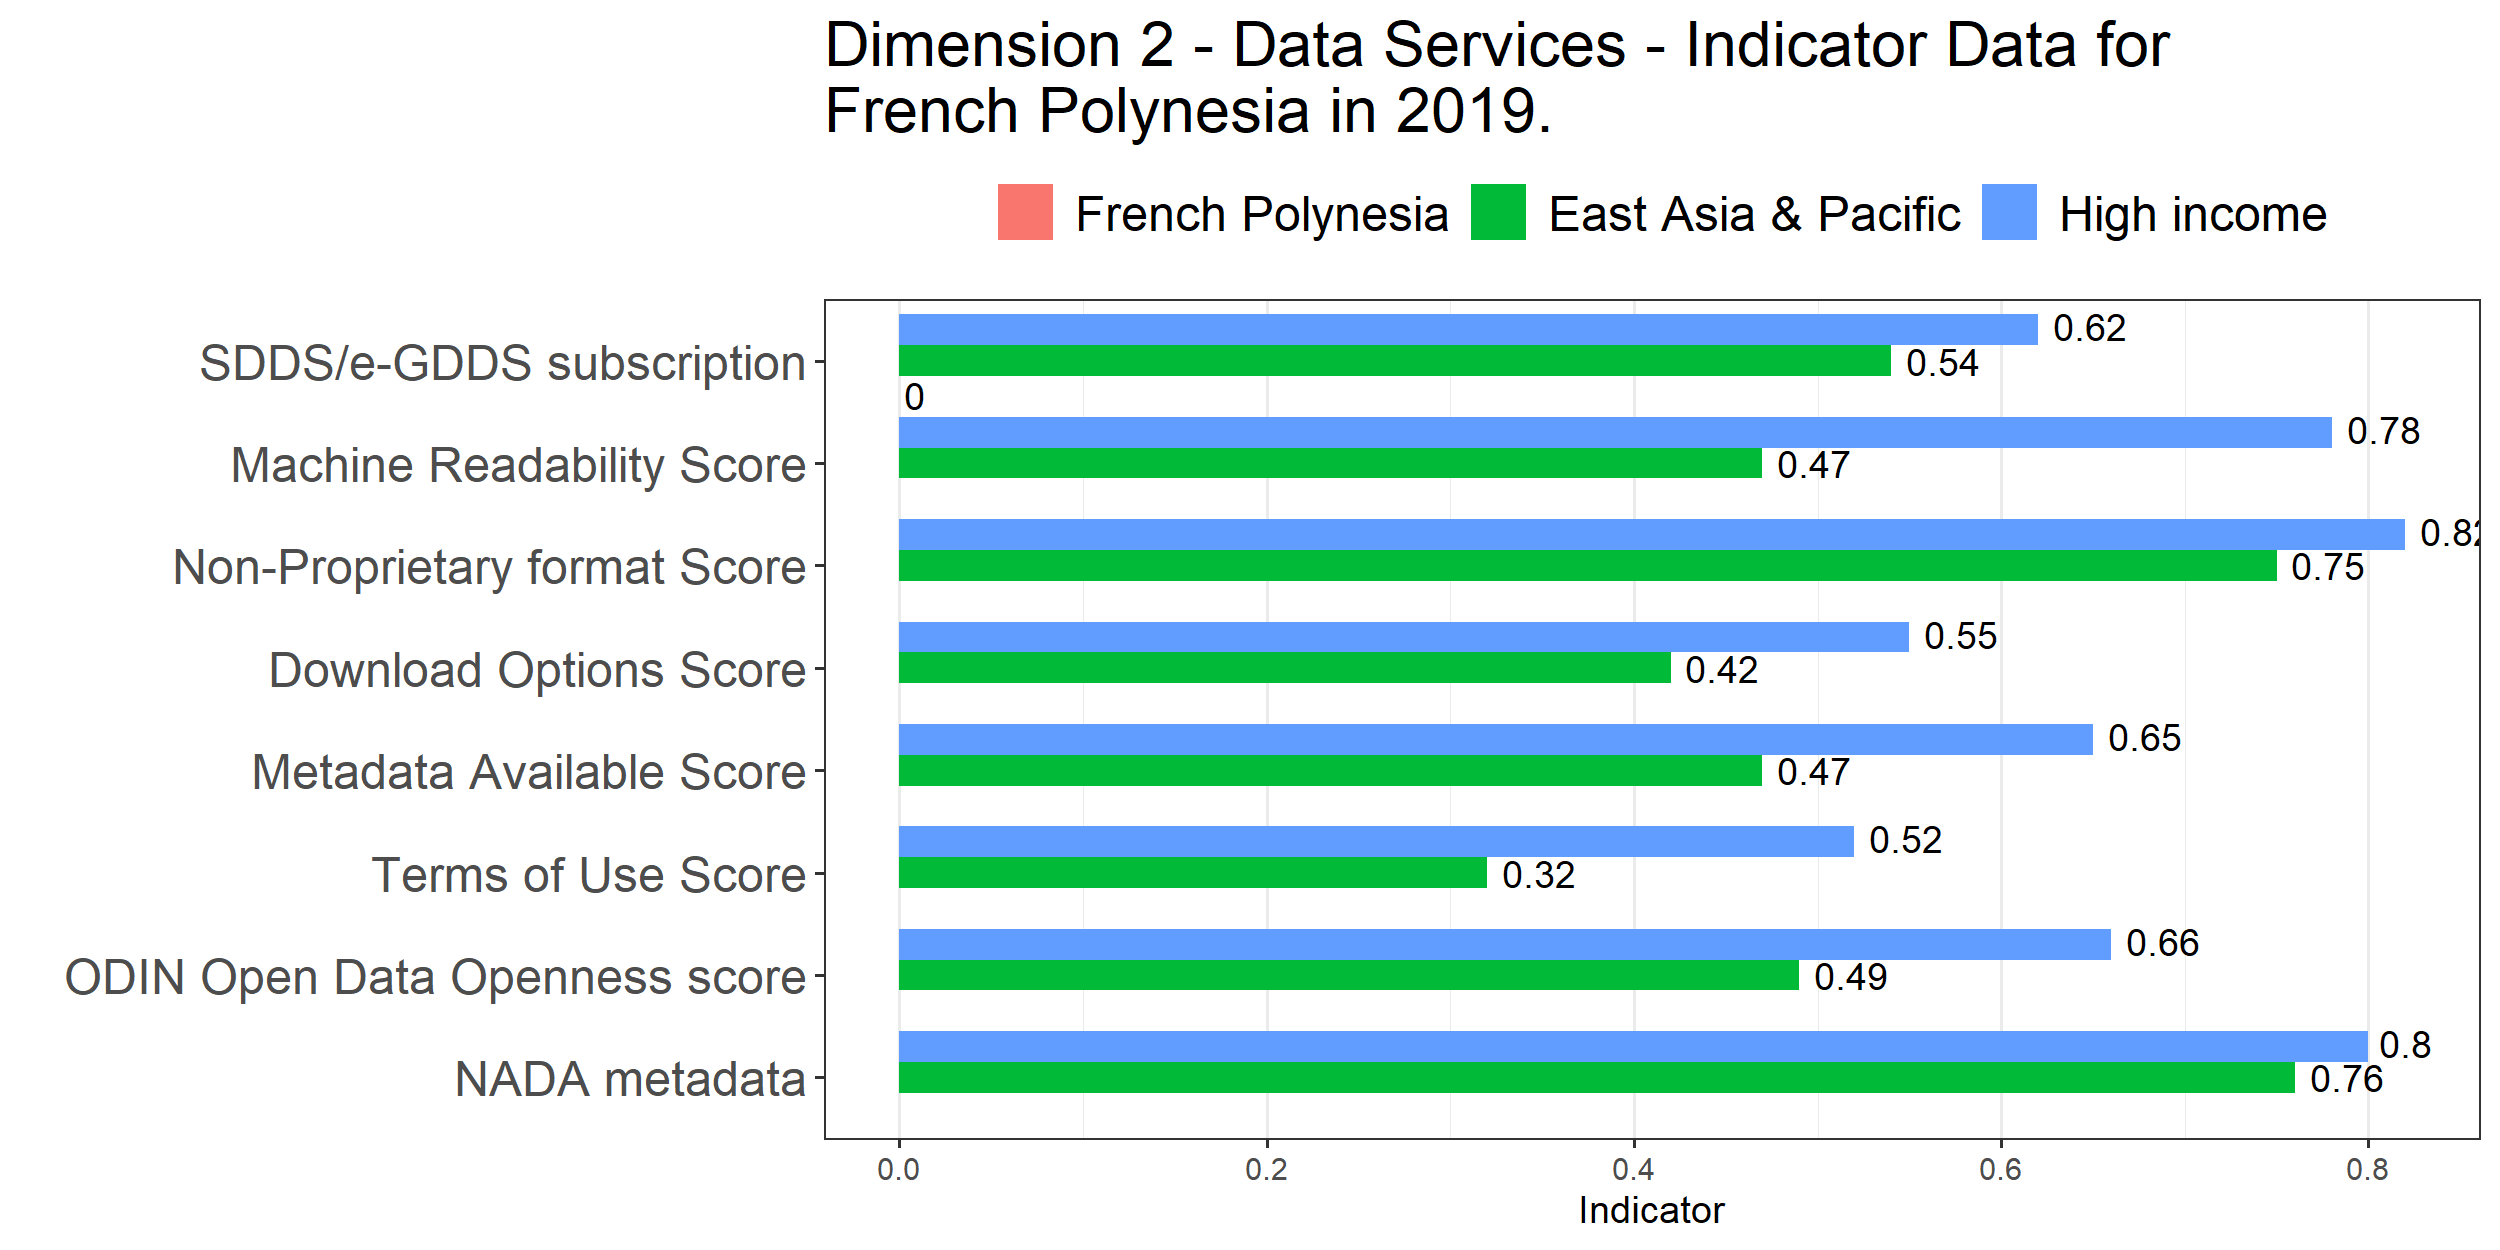 Dimension 2 - Data Services - Indicator Data for
French Polynesia in 2019.
French Polynesia East Asia & Pacific High income
SDDS/e-GDDS subscription
0.62
0.54
0
Machine Readability Score
0.78
0.47
Non-Proprietary format Score
0.82
0.75
Download Options Score
0.55
0.42
Metadata Available Score
0.65
0.47
Terms of Use Score
0.52
0.32
ODIN Open Data Openness score
0.66
0.49
NADA metadata
0.8
0.76
0.0 0.2 0.4 0.6 0.8
Indicator